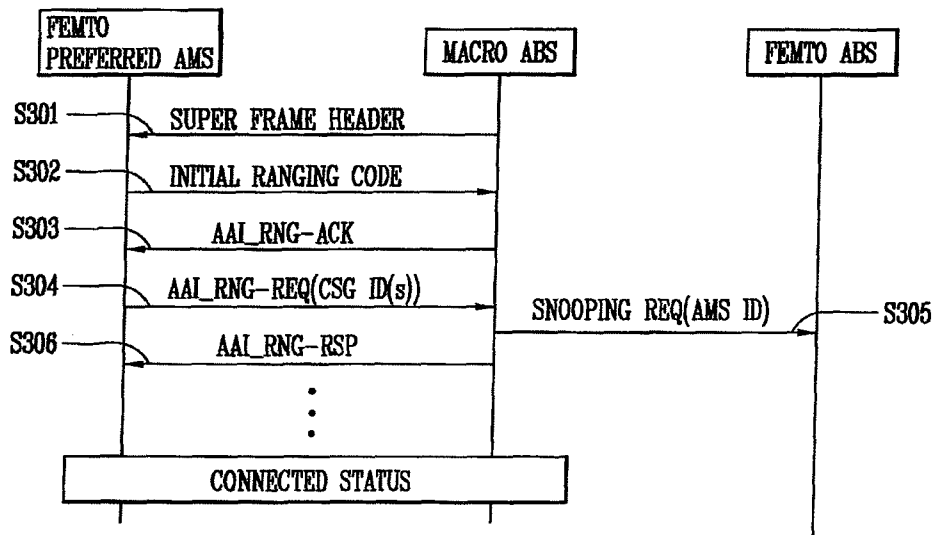 FEMTO
PREFERRED AMS
MACRO ABS
FEMTO ABS
S301
SUPER FRAME HEADER
S302
INITIAL RANGING CODE
S303
AAI_RNG-ACK
S304
AAI_RNG-REQ(CSG ID(s))
SNOOPING REQ(AMS ID)
S305
S306
AAI_RNG-RSP
CONNECTED STATUS